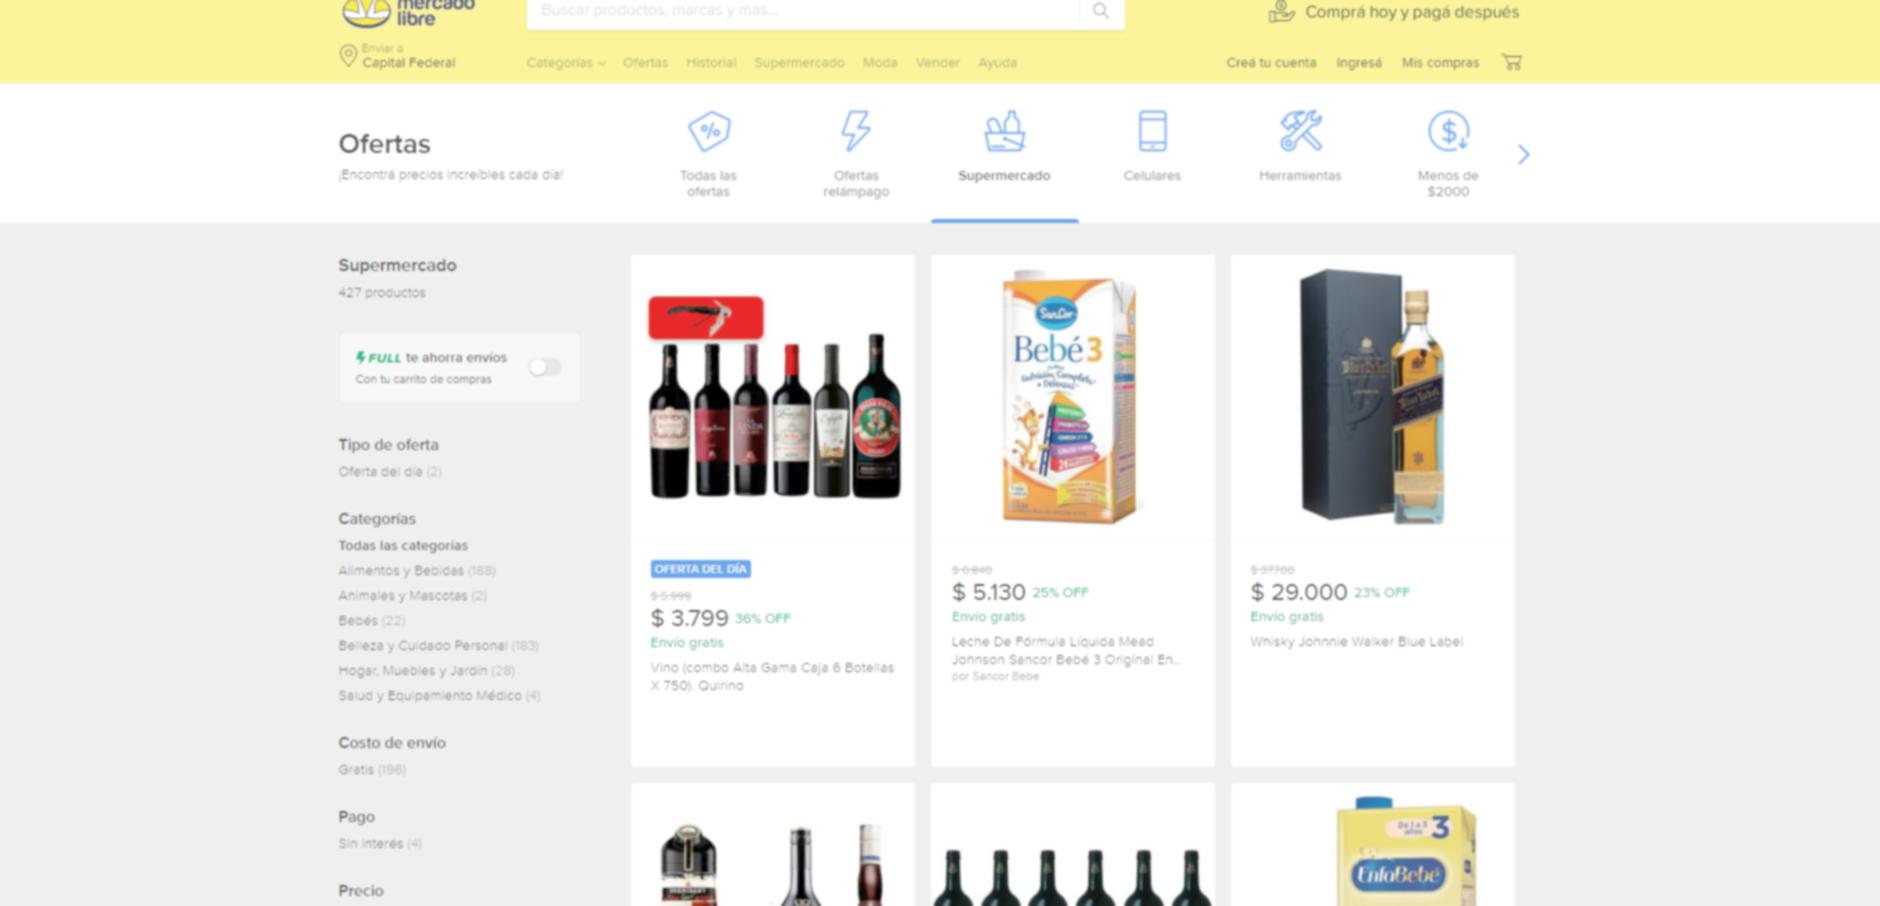 mercado
libre
Buscar productos, marcas y más...
Comprá hoy y pagá después
Enviar a
Capital Federal
Categorías
Ofertas
Historial
Supermercado
Moda
Vender
Ayuda
Creá tu cuenta
Ingresá
Mis compras
Ofertas
¡Encontrá precios increíbles cada día!
Todas las
ofertas
Ofertas
relámpago
Supermercado
Celulares
Herramientas
Menos de
$2000
Supermercado
427 productos
FULL te ahorra envíos
Con tu carrito de compras
Tipo de oferta
Oferta del día (2)
Categorías
Todas las categorías
Alimentos y Bebidas (188)
Animales y Mascotas (2)
Bebés (22)
Belleza y Cuidado Personal (183)
Hogar, Muebles y Jardín (28)
Salud y Equipamiento Médico (4)
Costo de envío
Gratis (196)
Pago
Sin interés (4)
Precio
OFERTA DEL DÍA
$ 5.999
$ 3.799 36% OFF
Envío gratis
Vino (combo Alta Gama Caja 6 Botellas
X 750). Quirino
SanCor
Bebé 3
$ 6.840
$ 5.130 25% OFF
Envío gratis
Leche De Fórmula Líquida Mead
Johnson Sancor Bebé 3 Original En...
por Sancor Bebe
$ 37.700
$ 29.000 23% OFF
Envío gratis
Whisky Johnnie Walker Blue Label
De 1 a 3
años
3
EnfaBebé